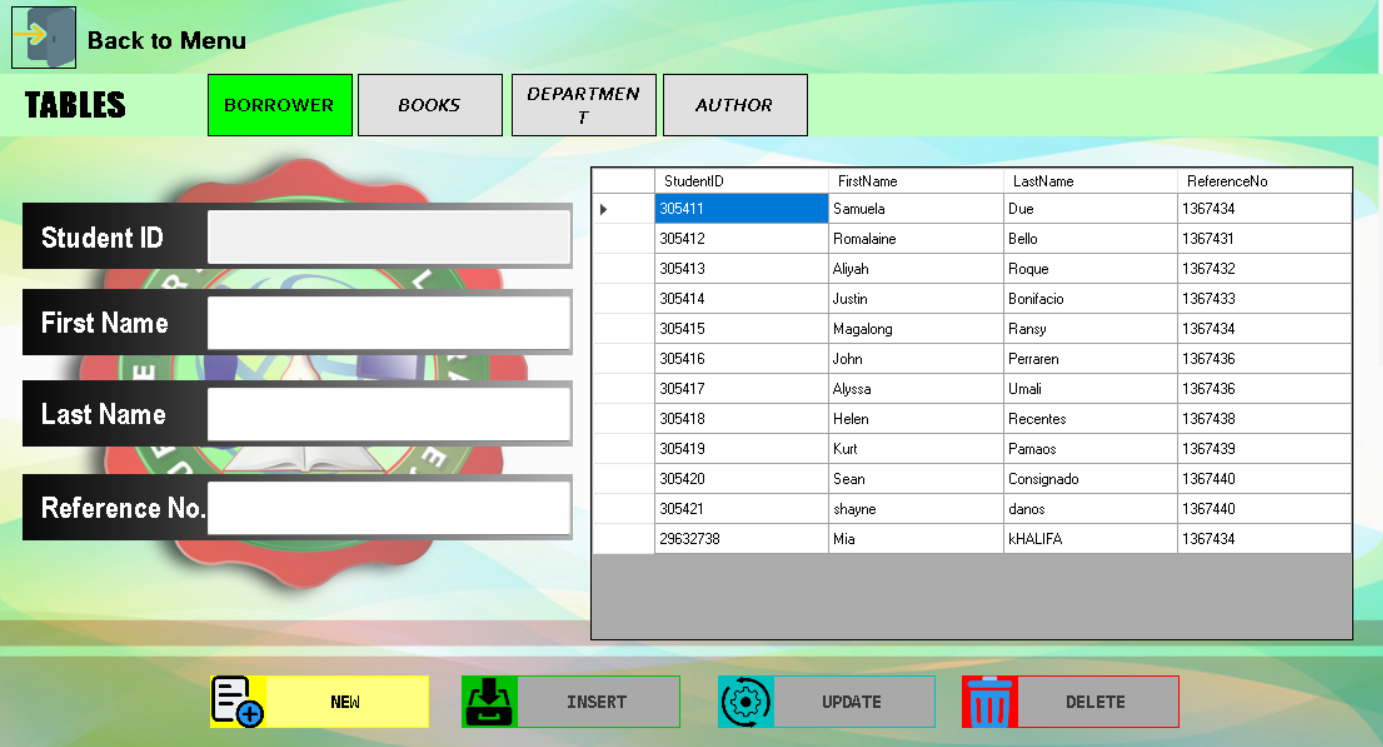 Back to Menu
TABLES
BORROWER
BOOKS
DEPARTMEN
T
AUTHOR
Student ID
First Name
Last Name
Reference No.
StudentID FirstName LastName ReferenceNo
305411 Samuela Due 1367434
305412 Romalaine Bello 1367431
305413 Aliyah Roque 1367432
305414 Justin Bonifacio 1367433
305415 Magalong Ransy 1367434
305416 John Perraren 1367436
305417 Alyssa Umali 1367436
305418 Helen Recentes 1367438
305419 Kurt Pamaos 1367439
305420 Sean Consignado 1367440
305421 shayne danos 1367440
29632738 Mia kHALIFA 1367434
NEW
INSERT
UPDATE
DELETE